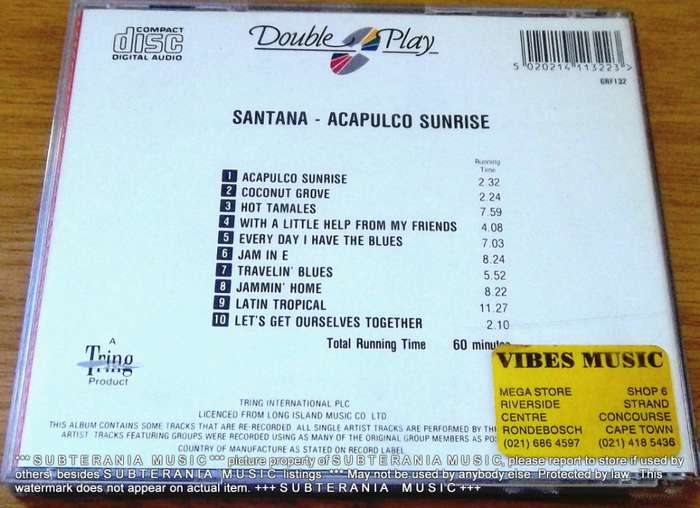 COMPACT
disc
DIGITAL AUDIO
Double Play
5 020214 113223 >
GRF132
SANTANA - ACAPULCO SUNRISE
Running
Time
1 ACAPULCO SUNRISE 2.32
2 COCONUT GROVE 2.24
3 HOT TAMALES 7.59
4 WITH A LITTLE HELP FROM MY FRIENDS 4.08
5 EVERY DAY I HAVE THE BLUES 7.03
6 JAM IN E 8.24
7 TRAVELIN' BLUES 5.52
8 JAMMIN' HOME 8.22
9 LATIN TROPICAL 11.27
10 LET'S GET OURSELVES TOGETHER 2.10
Total Running Time 60 minutes
A
Tring
Product
VIBES MUSIC
MEGA STORE SHOP 6
RIVERSIDE STRAND
CENTRE CONCOURSE
RONDEBOSCH CAPE TOWN
(021) 686 4597 (021) 418 5436
TRING INTERNATIONAL PLC
LICENCED FROM LONG ISLAND MUSIC CO. LTD
THIS ALBUM CONTAINS SOME TRACKS THAT ARE RE-RECORDED. ALL SINGLE ARTIST TRACKS ARE PERFORMED BY THE
ARTIST. TRACKS FEATURING GROUPS WERE RECORDED USING AS MANY OF THE ORIGINAL GROUP MEMBERS AS POS
COUNTRY OF MANUFACTURE AS STATED ON RECORD LABEL
*** S U B T E R A N I A M U S I C *** picture property of S U B T E R A N I A M U S I C, please report to store if used by
others, besides S U B T E R A N I A M U S I C listings. *** May not be used by anybody else. Protected by law. This
watermark does not appear on actual item. +++ S U B T E R A N I A M U S I C +++